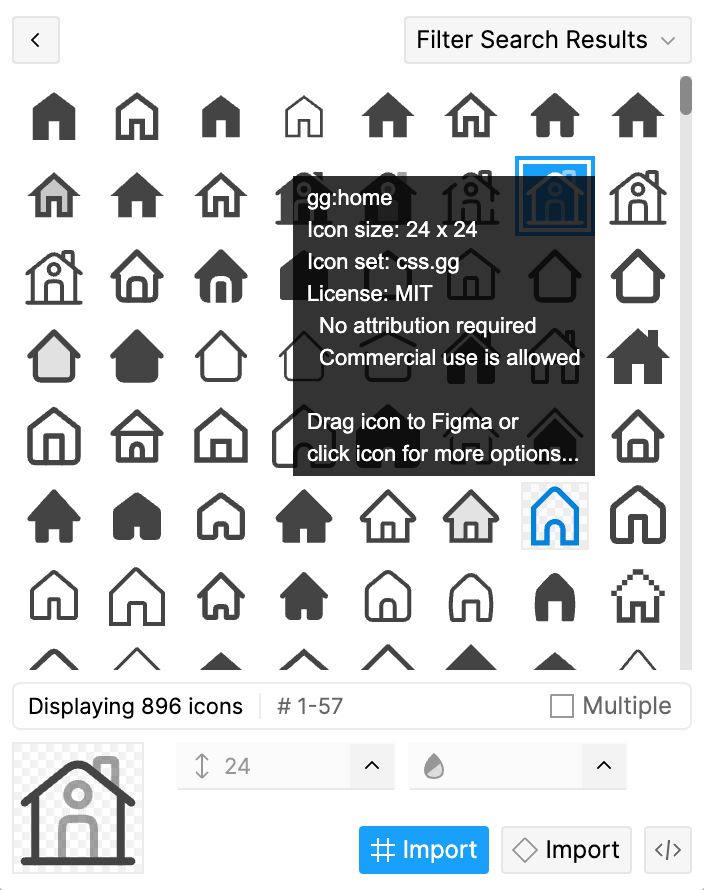 Filter Search Results
gg:home
Icon size: 24 x 24
Icon set: css.gg
License: MIT
No attribution required
Commercial use is allowed
Drag icon to Figma or
click icon for more options...
Displaying 896 icons
# 1-57
Multiple
24
Import
Import